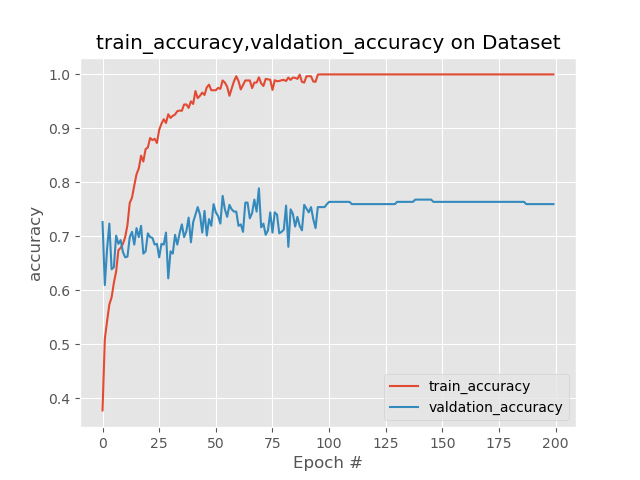 train_accuracy,valdation_accuracy on Dataset
1.0
0.9
0.8
0.7
0.6
0.5
0.4
accuracy
0 25 50 75 100 125 150 175 200
Epoch #
train_accuracy
valdation_accuracy